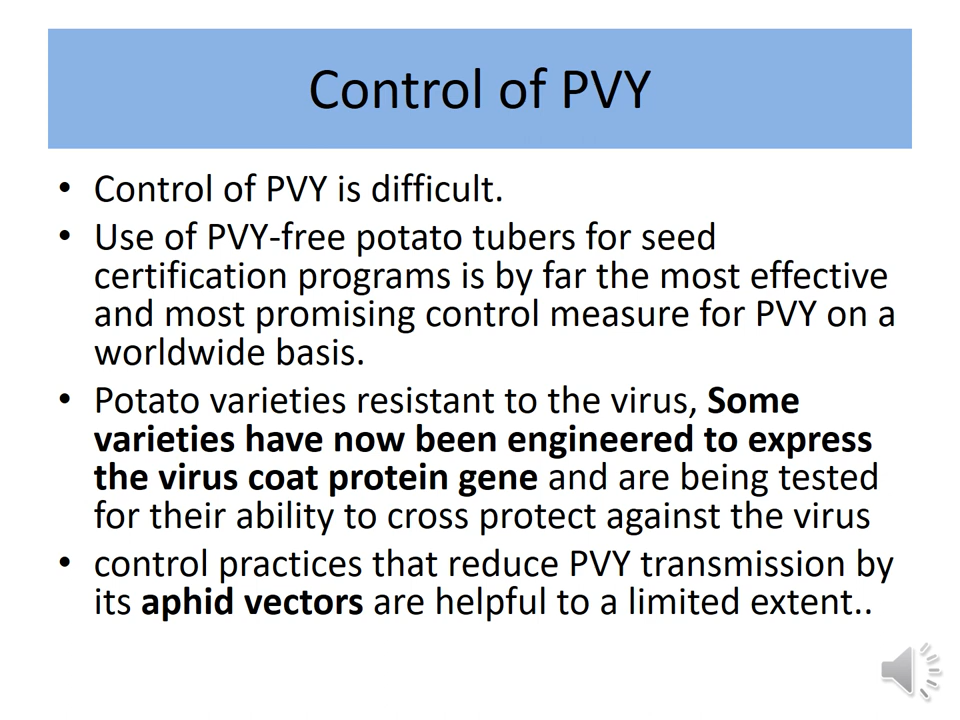 Control of PVY
• Control of PVY is difficult.
• Use of PVY-free potato tubers for seed
certification programs is by far the most effective
and most promising control measure for PVY on a
worldwide basis.
• Potato varieties resistant to the virus, Some
varieties have now been engineered to express
the virus coat protein gene and are being tested
for their ability to cross protect against the virus
• control practices that reduce PVY transmission by
its aphid vectors are helpful to a limited extent..